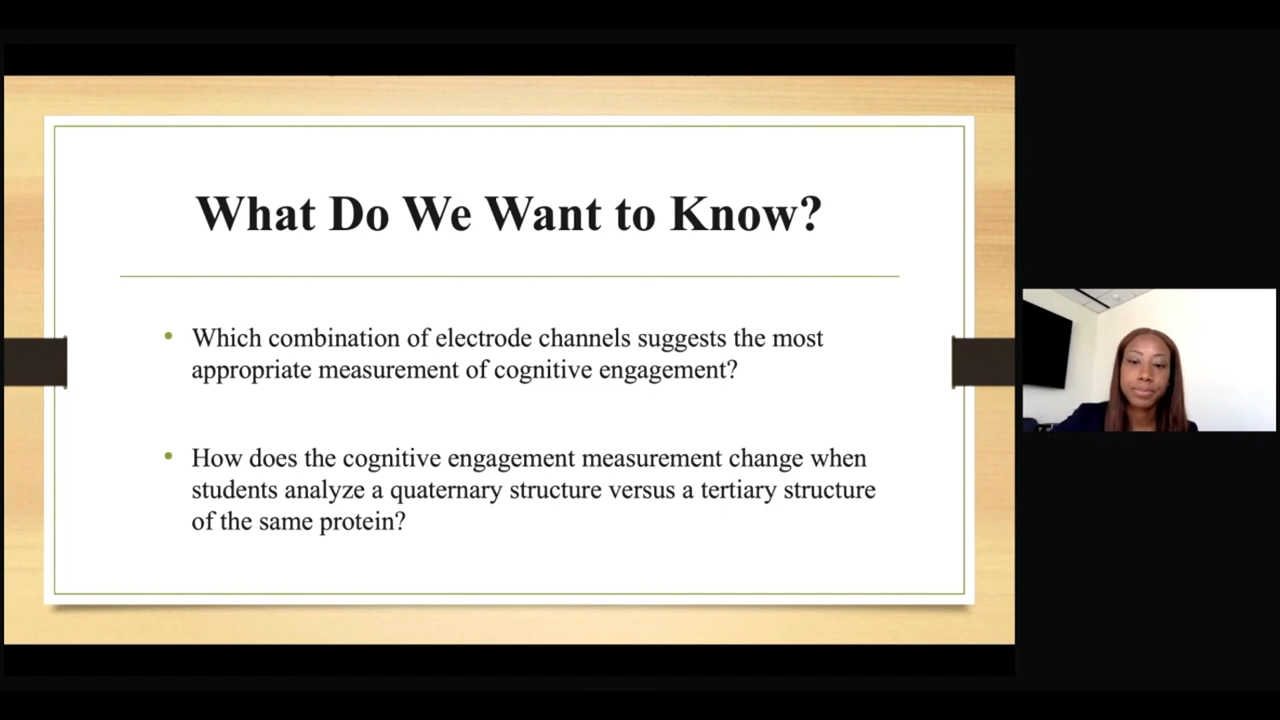 What Do We Want to Know?
• Which combination of electrode channels suggests the most
appropriate measurement of cognitive engagement?
• How does the cognitive engagement measurement change when
students analyze a quaternary structure versus a tertiary structure
of the same protein?